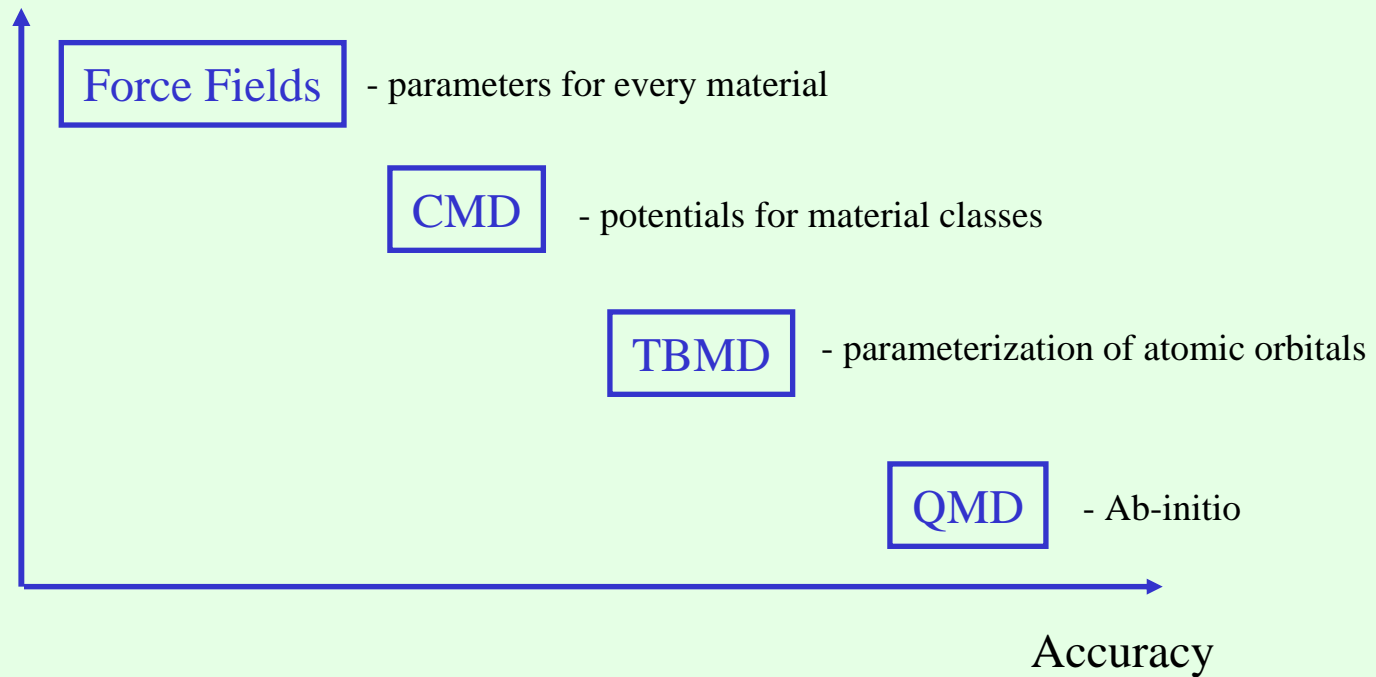 Force Fields - parameters for every material
CMD - potentials for material classes
TBMD - parameterization of atomic orbitals
QMD - Ab-initio
Accuracy